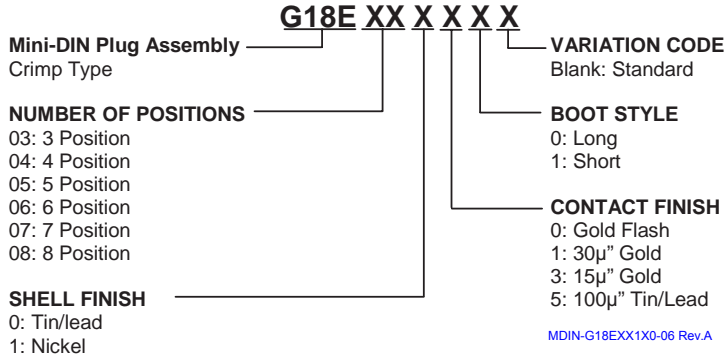 G18E XX X X X X
Mini-DIN Plug Assembly
Crimp Type
NUMBER OF POSITIONS
03: 3 Position
04: 4 Position
05: 5 Position
06: 6 Position
07: 7 Position
08: 8 Position
SHELL FINISH
0: Tin/lead
1: Nickel
VARIATION CODE
Blank: Standard
BOOT STYLE
0: Long
1: Short
CONTACT FINISH
0: Gold Flash
1: 30µ” Gold
3: 15µ” Gold
5: 100µ” Tin/Lead
MDIN-G18EXX1X0-06 Rev.A